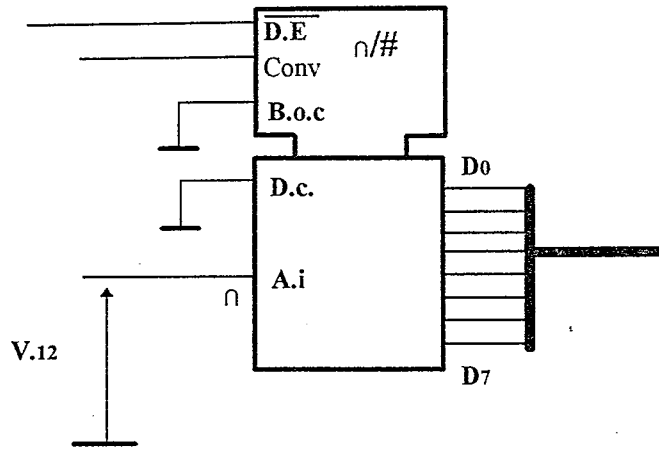 D.E
∩/#
Conv
B.o.c
D0
D.c.
A.i
∩
V.12
D7